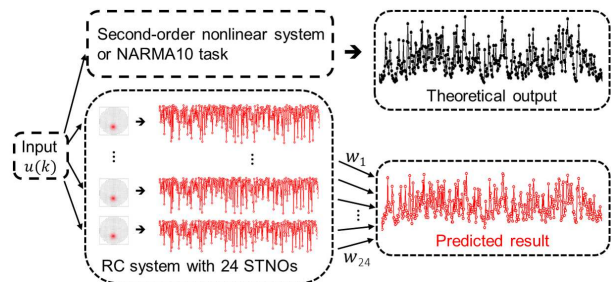 Second-order nonlinear system
or NARMA10 task
Theoretical output
Input
u(k)
...
...
w₁
...
w₂₄
Predicted result
RC system with 24 STNOs